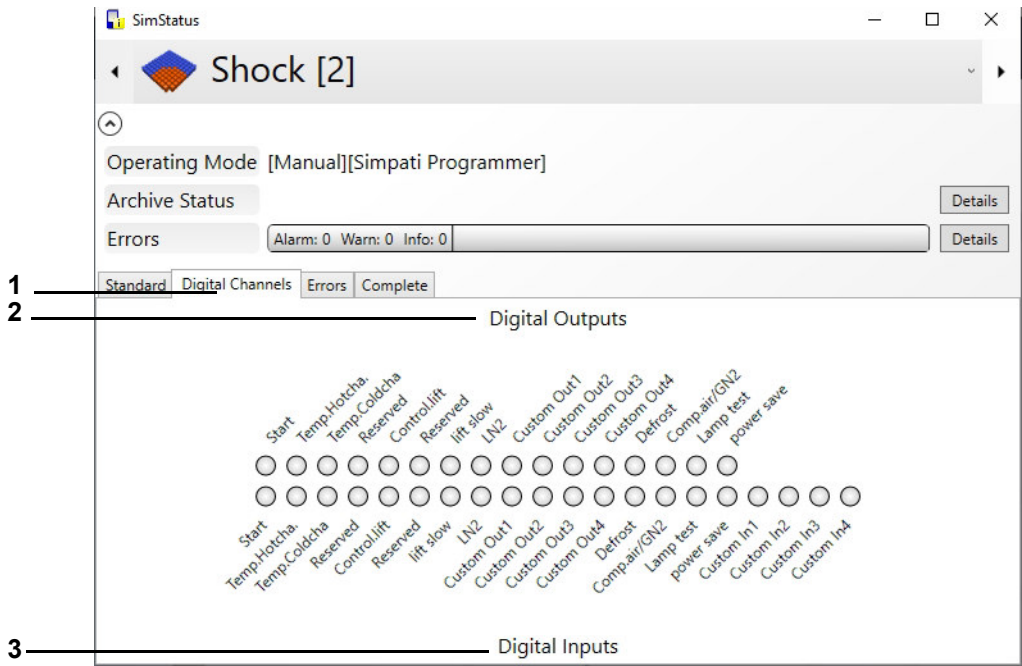 SimStatus
Shock [2]
Operating Mode [Manual][Simpati Programmer]
Archive Status Details
Errors Alarm: 0 Warn: 0 Info: 0 Details
1 Standard Digital Channels Errors Complete
2 Digital Outputs
Start Temp.Hotcha. Temp.Coldcha Reserved Control.lift Reserved lift slow LN2 Custom Out1 Custom Out2 Custom Out3 Custom Out4 Defrost Comp.air/GN2 Lamp test power save
Start Temp.Hotcha. Temp.Coldcha Reserved Control.lift Reserved lift slow LN2 Custom Out1 Custom Out2 Custom Out3 Custom Out4 Defrost Comp.air/GN2 Lamp test power save Custom In1 Custom In2 Custom In3 Custom In4
3 Digital Inputs